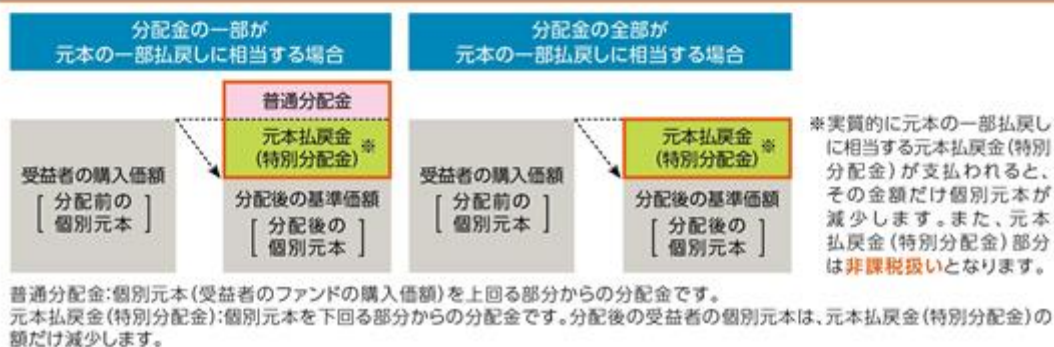 分配金の一部が
元本の一部払戻しに相当する場合
分配金の全部が
元本の一部払戻しに相当する場合
普通分配金
元本払戻金
(特別分配金)
※
受益者の購入価額
[分配前の
個別元本]
分配後の基準価額
[分配後の
個別元本]
元本払戻金
(特別分配金)
※
受益者の購入価額
[分配前の
個別元本]
分配後の基準価額
[分配後の
個別元本]
※実質的に元本の一部払戻し
に相当する元本払戻金(特別
分配金)が支払われると、
その金額だけ個別元本が
減少します。また、元本
払戻金(特別分配金)部分
は非課税扱いとなります。
普通分配金:個別元本(受益者のファンドの購入価額)を上回る部分からの分配金です。
元本払戻金(特別分配金):個別元本を下回る部分からの分配金です。分配後の受益者の個別元本は、元本払戻金(特別分配金)の
額だけ減少します。